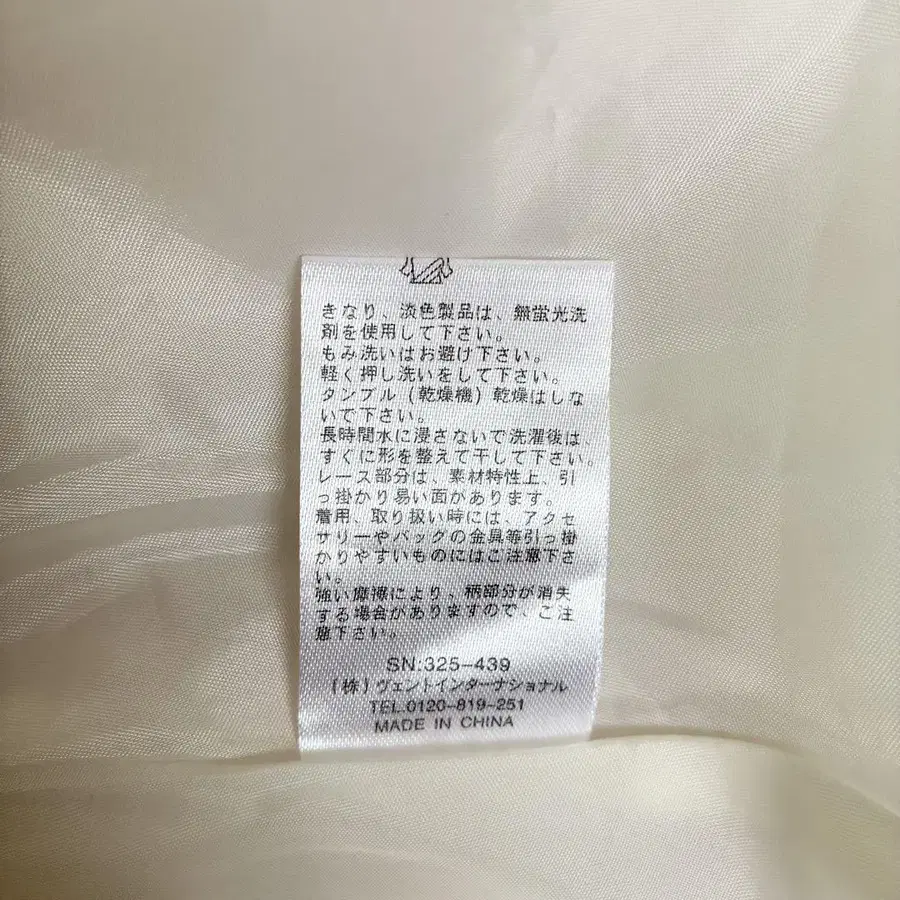 きなり、淡色製品は、無蛍光洗
剤を使用して下さい。
もみ洗いはお避け下さい。
軽く押し洗いをして下さい。
タンブル(乾燥機)乾燥はしな
いで下さい。
長時間水に浸さないで洗濯後は、
すぐに形を整えて干して下さい。
レース部分は、素材特性上、引
っ掛かり易い面があります。
着用、取り扱い時には、アクセ
サリーやバックの金具等引っ掛
かりやすいものにはご注意下さ
い。
強い摩擦により、柄部分が消失
する場合がありますので、ご注
意下さい。
SN:325-439
(株)ヴェントインターナショナル
TEL.0120-819-251
MADE IN CHINA